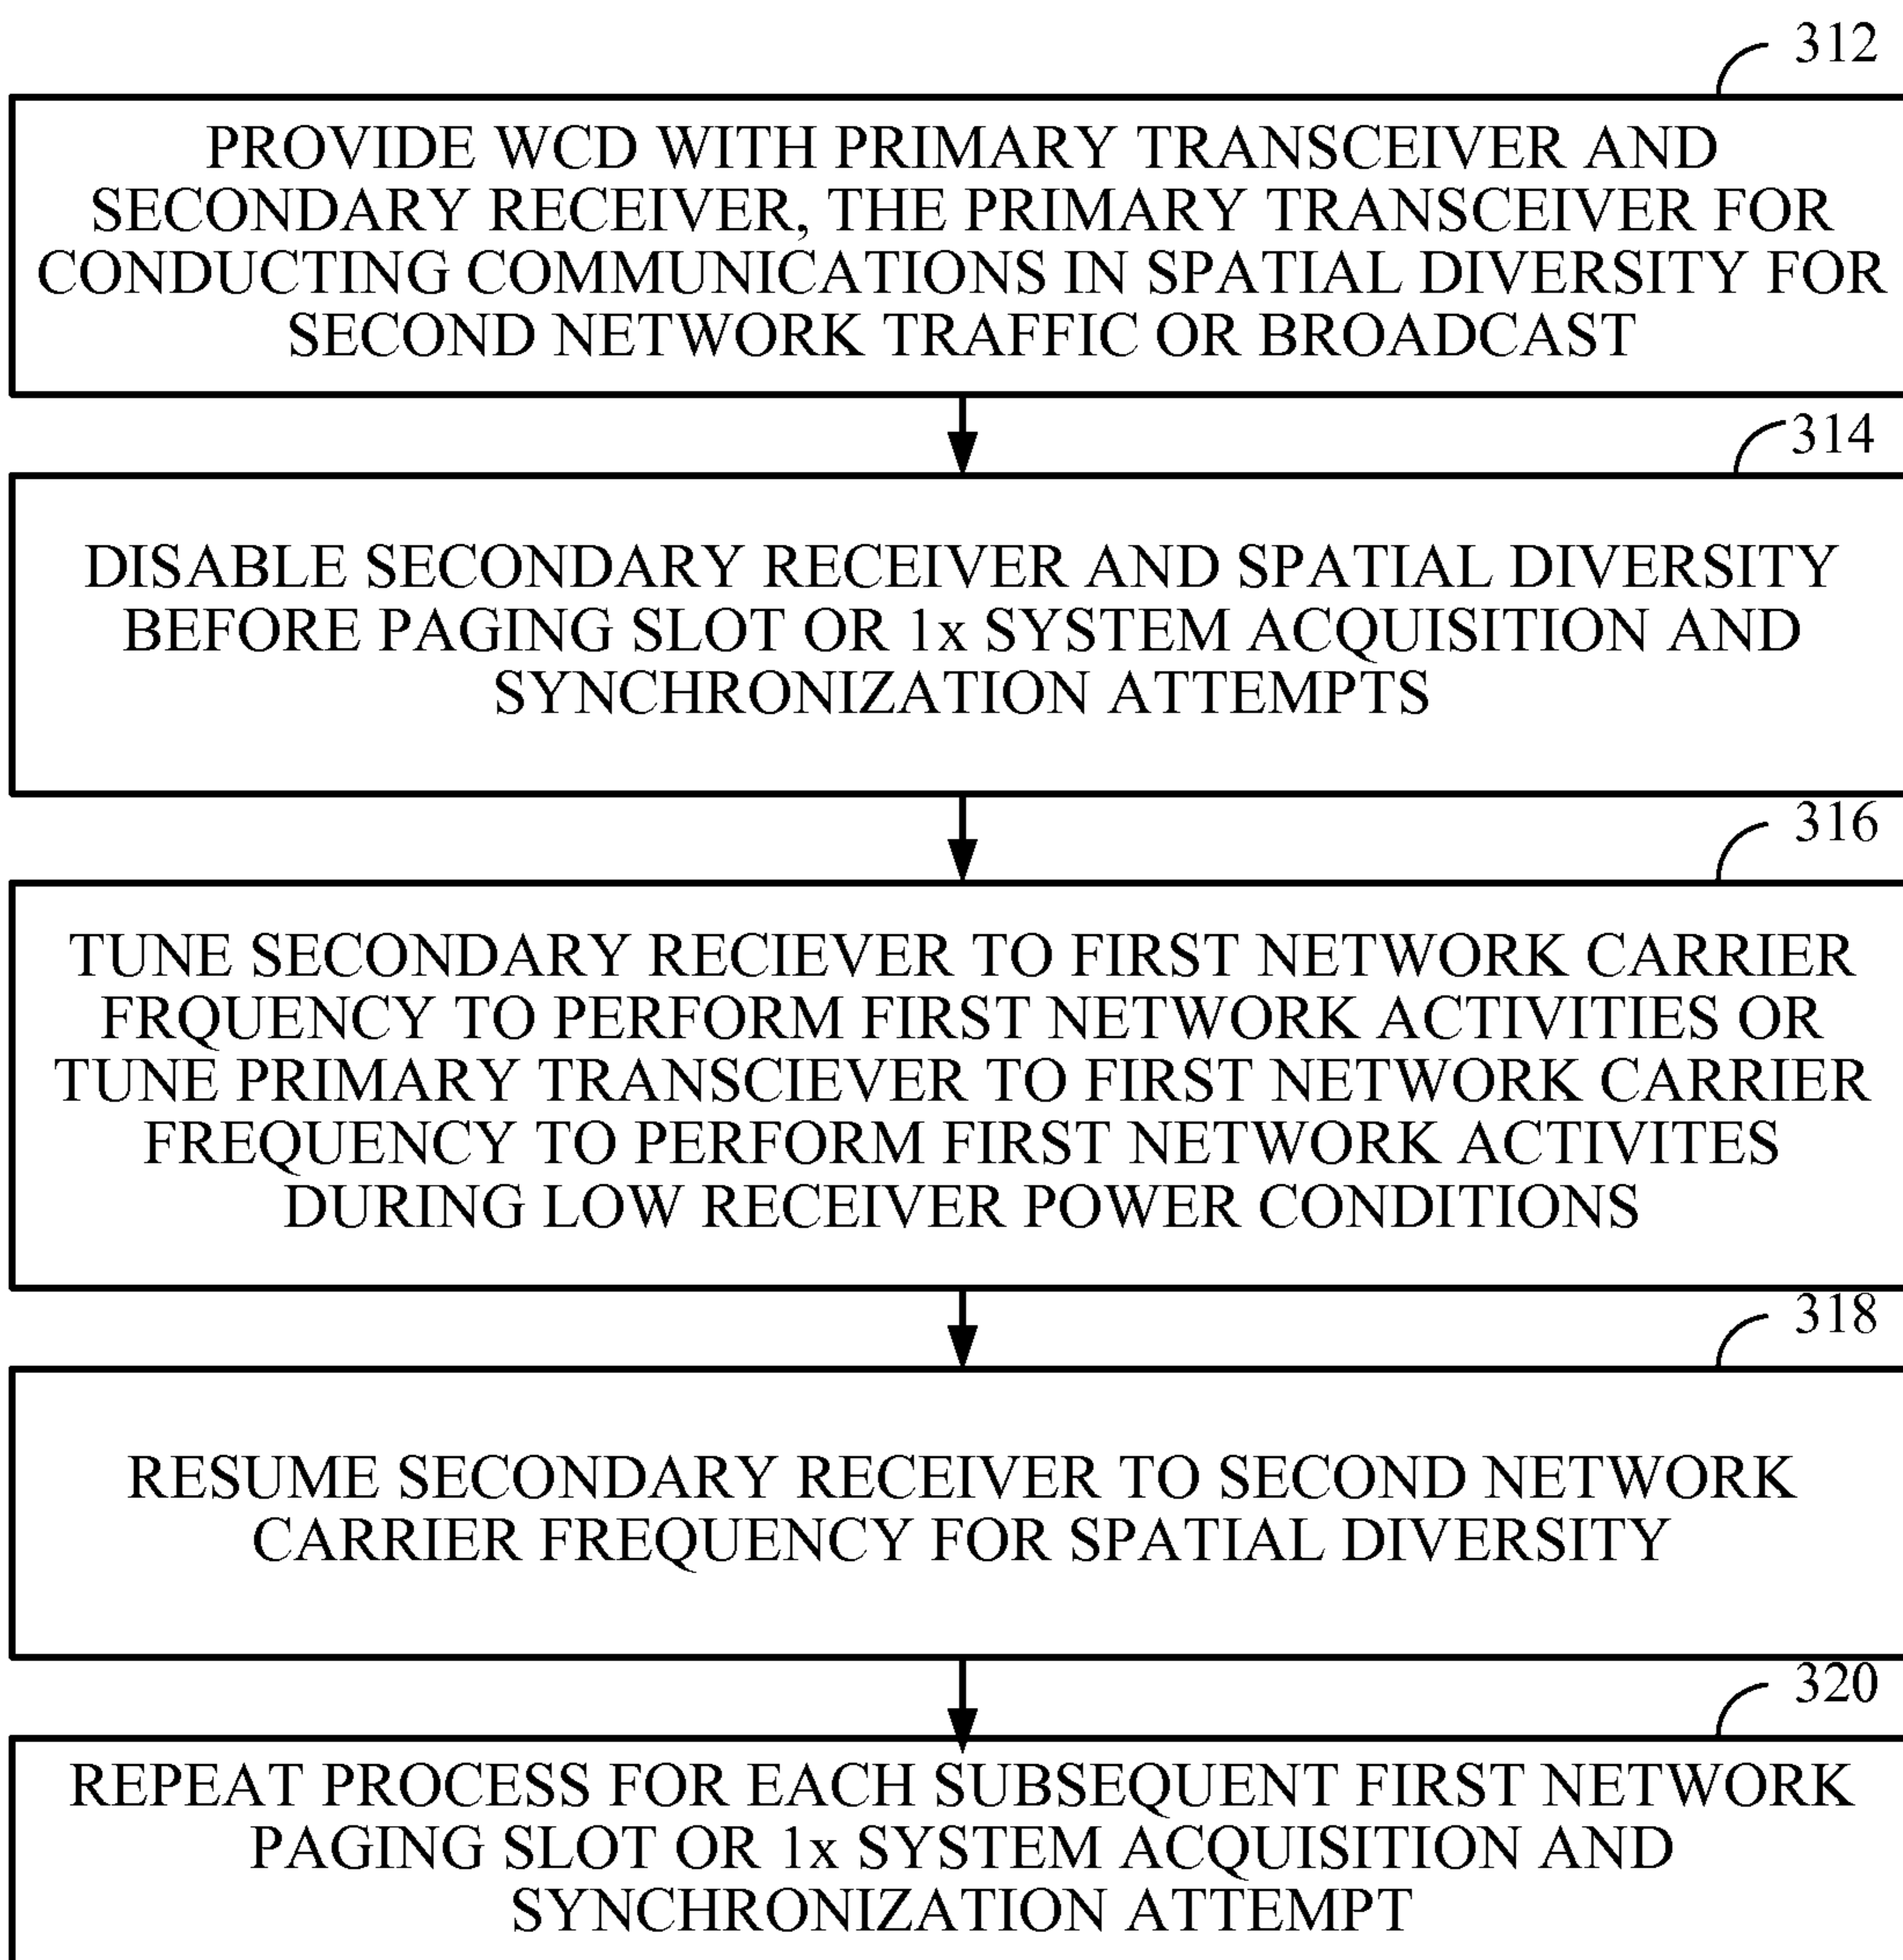 312
PROVIDE WCD WITH PRIMARY TRANSCEIVER AND
SECONDARY RECEIVER, THE PRIMARY TRANSCEIVER FOR
CONDUCTING COMMUNICATIONS IN SPATIAL DIVERSITY FOR
SECOND NETWORK TRAFFIC OR BROADCAST
314
DISABLE SECONDARY RECEIVER AND SPATIAL DIVERSITY
BEFORE PAGING SLOT OR 1x SYSTEM ACQUISITION AND
SYNCHRONIZATION ATTEMPTS
316
TUNE SECONDARY RECIEVER TO FIRST NETWORK CARRIER
FRQUENCY TO PERFORM FIRST NETWORK ACTIVITIES OR
TUNE PRIMARY TRANSCIEVER TO FIRST NETWORK CARRIER
FREQUENCY TO PERFORM FIRST NETWORK ACTIVITES
DURING LOW RECEIVER POWER CONDITIONS
318
RESUME SECONDARY RECEIVER TO SECOND NETWORK
CARRIER FREQUENCY FOR SPATIAL DIVERSITY
320
REPEAT PROCESS FOR EACH SUBSEQUENT FIRST NETWORK
PAGING SLOT OR 1x SYSTEM ACQUISITION AND
SYNCHRONIZATION ATTEMPT